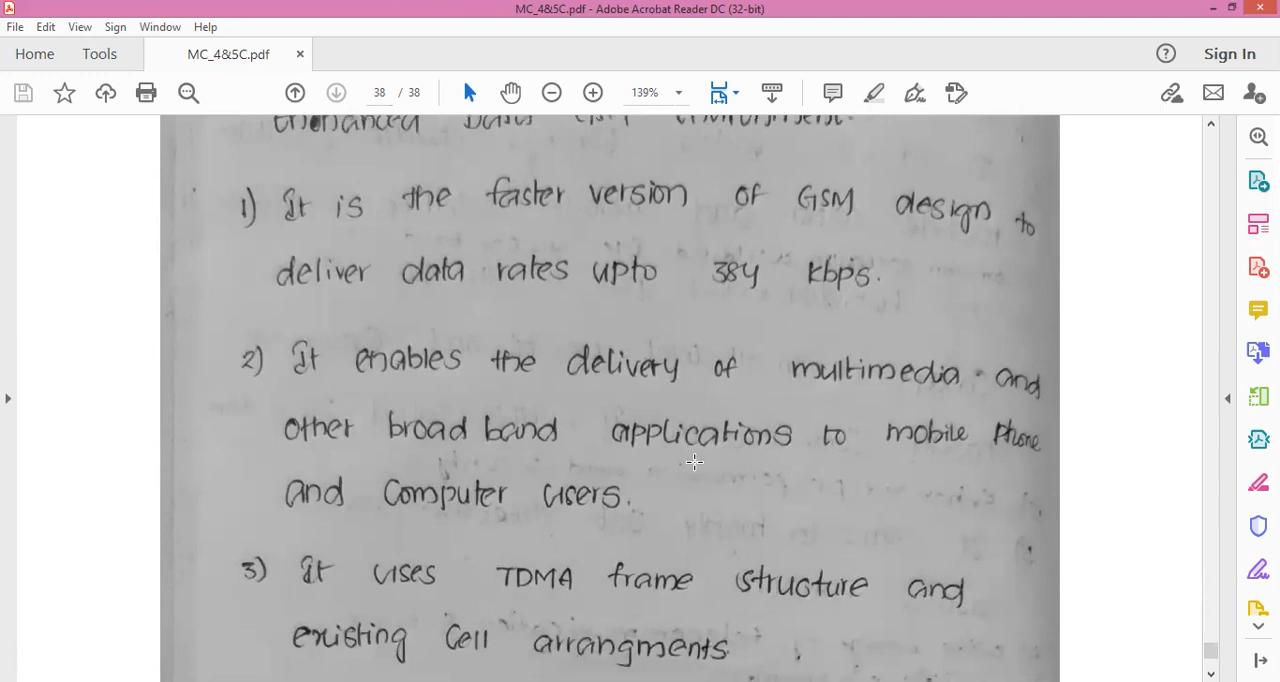 MC_4&5C.pdf - Adobe Acrobat Reader DC (32-bit)
File Edit View Sign Window Help
Home Tools MC_4&5C.pdf × Sign In
38 / 38 139%
1) It is the faster version of GSM design to
deliver data rates upto 384 kbps.
2) It enables the delivery of multimedia and
other broad band applications to mobile phone
and computer users.
3) It uses TDMA frame structure and
existing cell arrangments